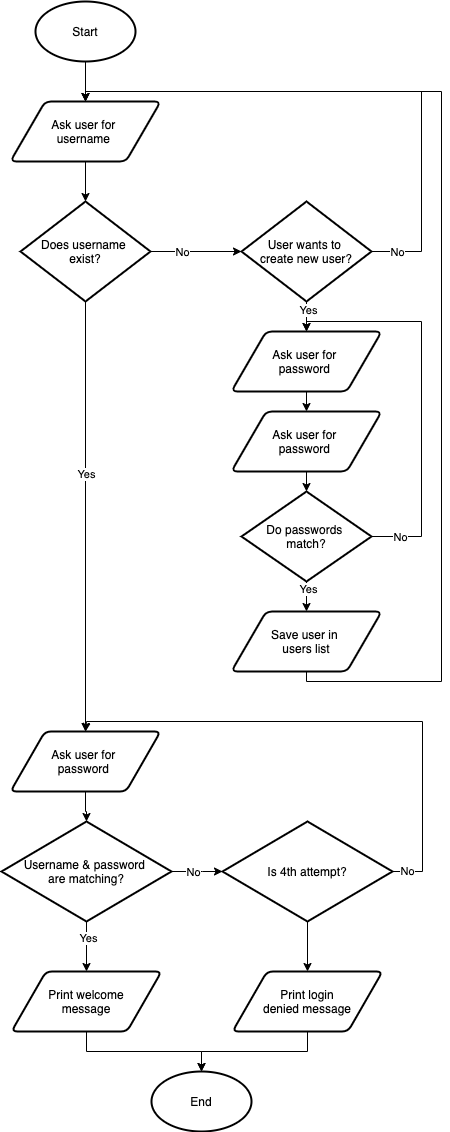 Start
Ask user for
username
Does username
exist?
No
User wants to
create new user?
No
Yes
Ask user for
password
Ask user for
password
Yes
Do passwords
match?
No
Yes
Save user in
users list
Ask user for
password
Username & password
are matching?
No
Is 4th attempt?
No
Yes
Print welcome
message
Print login
denied message
End